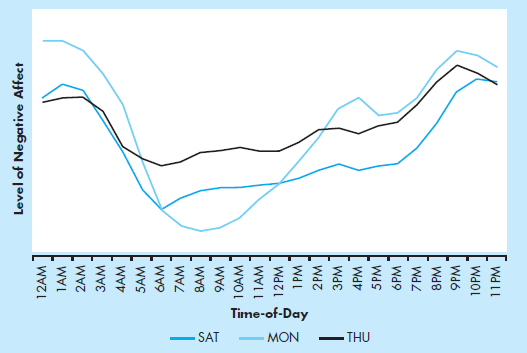 Level of Negative Affect
12AM
1AM
2AM
3AM
4AM
5AM
6AM
7AM
8AM
9AM
10AM
11AM
12PM
1PM
2PM
3PM
4PM
5PM
6PM
7PM
8PM
9PM
10PM
11PM
Time-of-Day
SAT MON THU